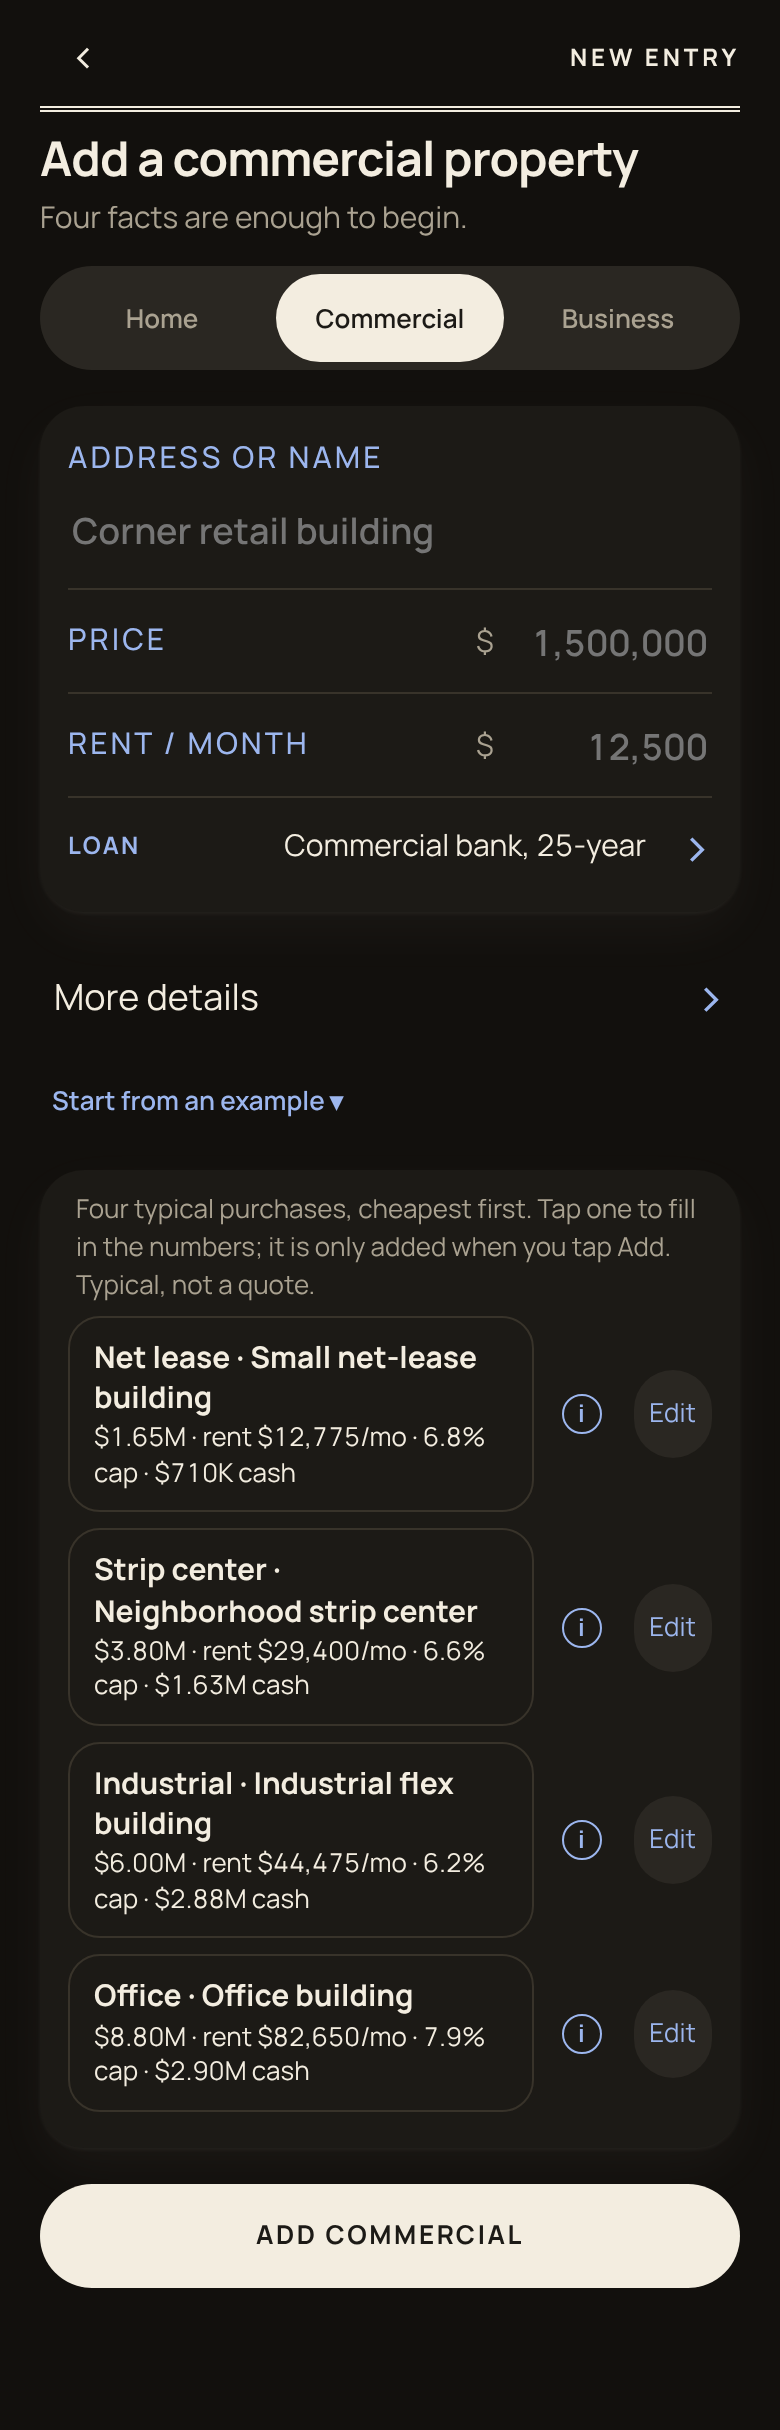 NEW ENTRY
Add a commercial property
Four facts are enough to begin.
Home
Commercial
Business
ADDRESS OR NAME
Corner retail building
PRICE
$ 1,500,000
RENT / MONTH
$ 12,500
LOAN
Commercial bank, 25-year
More details
Start from an example ▾
Four typical purchases, cheapest first. Tap one to fill
in the numbers; it is only added when you tap Add.
Typical, not a quote.
Net lease · Small net-lease
building
$1.65M · rent $12,775/mo · 6.8%
cap · $710K cash
i
Edit
Strip center ·
Neighborhood strip center
$3.80M · rent $29,400/mo · 6.6%
cap · $1.63M cash
i
Edit
Industrial · Industrial flex
building
$6.00M · rent $44,475/mo · 6.2%
cap · $2.88M cash
i
Edit
Office · Office building
$8.80M · rent $82,650/mo · 7.9%
cap · $2.90M cash
i
Edit
ADD COMMERCIAL